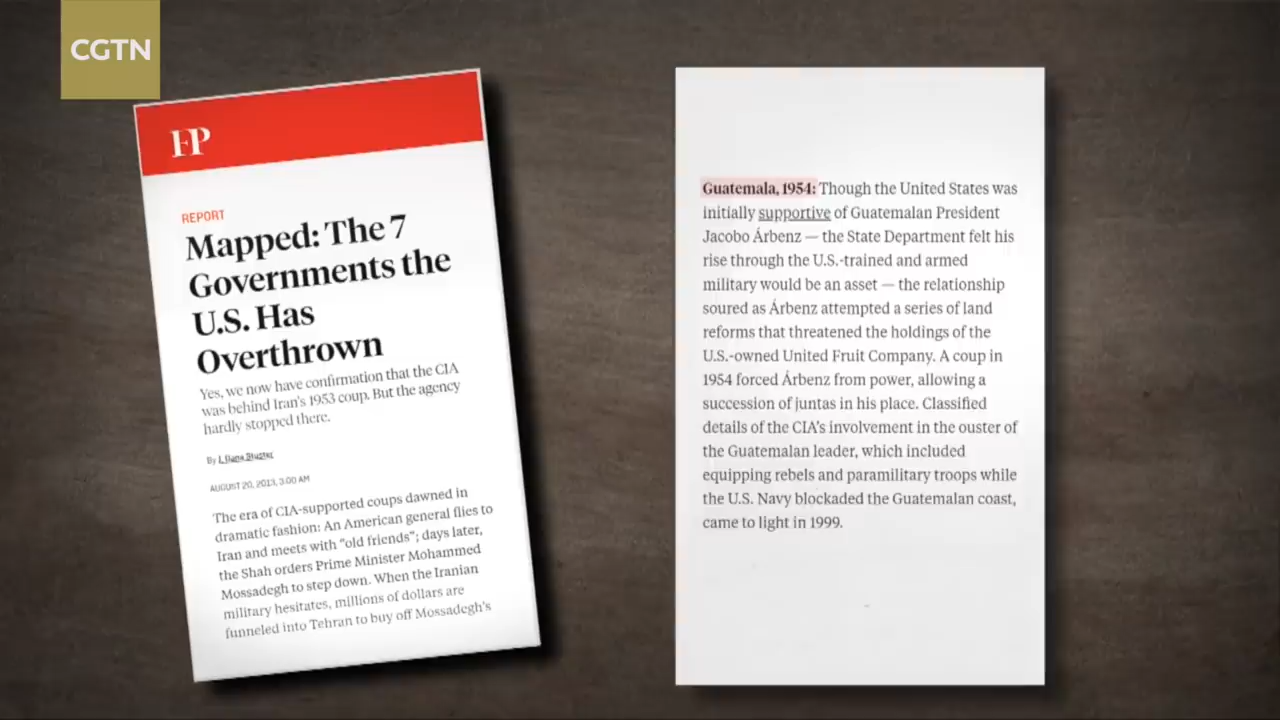 CGTN
FP
REPORT
Mapped: The 7
Governments the
U.S. Has
Overthrown
Yes, we now have confirmation that the CIA
was behind Iran's 1953 coup. But the agency
hardly stopped there.
By J. Dana Stuster
AUGUST 20, 2013, 3:00 AM
The era of CIA-supported coups dawned in
dramatic fashion: An American general flies to
Iran and meets with “old friends”; days later,
the Shah orders Prime Minister Mohammed
Mossadegh to step down. When the Iranian
military hesitates, millions of dollars are
funneled into Tehran to buy off Mossadegh's
Guatemala, 1954: Though the United States was
initially supportive of Guatemalan President
Jacobo Árbenz — the State Department felt his
rise through the U.S.-trained and armed
military would be an asset — the relationship
soured as Árbenz attempted a series of land
reforms that threatened the holdings of the
U.S.-owned United Fruit Company. A coup in
1954 forced Árbenz from power, allowing a
succession of juntas in his place. Classified
details of the CIA's involvement in the ouster of
the Guatemalan leader, which included
equipping rebels and paramilitary troops while
the U.S. Navy blockaded the Guatemalan coast,
came to light in 1999.